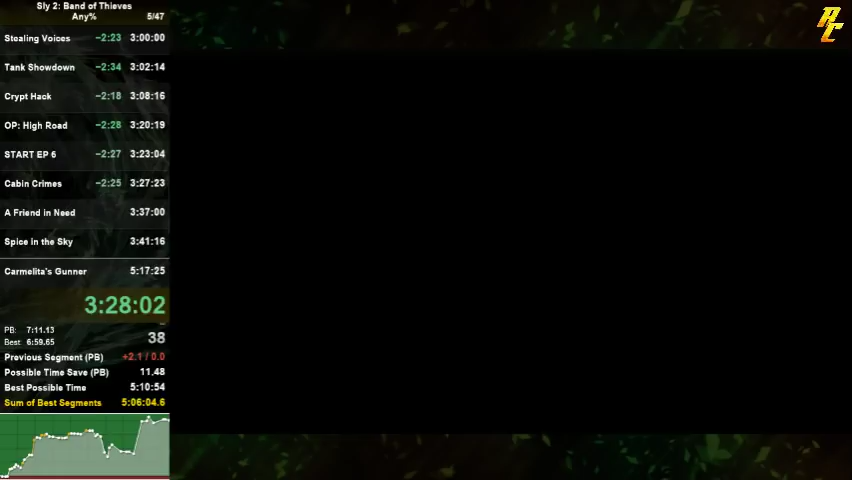 Sly 2: Band of Thieves
Any% 5/47
Stealing Voices −2:23 3:00:00
Tank Showdown −2:34 3:02:14
Crypt Hack −2:18 3:08:16
OP: High Road −2:28 3:20:19
START EP 6 −2:27 3:23:04
Cabin Crimes −2:25 3:27:23
A Friend in Need 3:37:00
Spice in the Sky 3:41:16
Carmelita's Gunner 5:17:25
3:28:02
PB: 7:11.13
Best: 6:59.65
38
Previous Segment (PB) +2.1 / 0.0
Possible Time Save (PB) 11.48
Best Possible Time 5:10:54
Sum of Best Segments 5:06:04.6